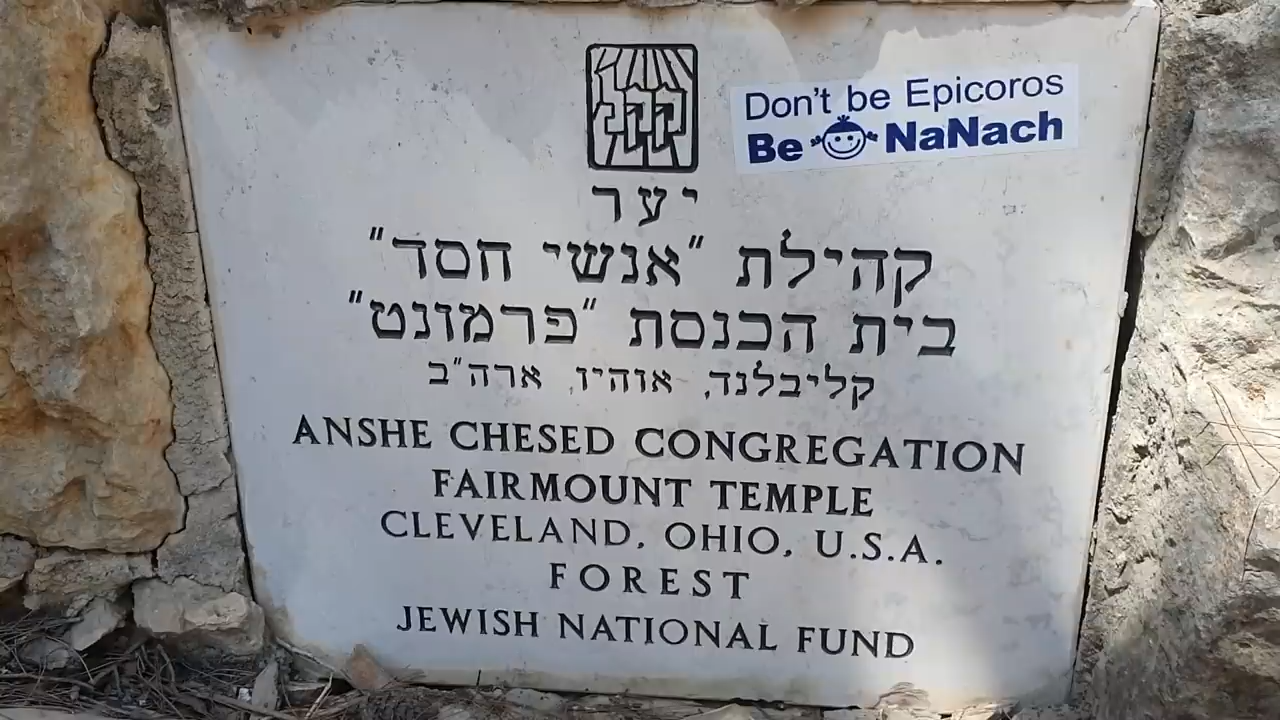 קקל
Don't be Epicoros
Be NaNach
יער
קהילת "אנשי חסד"
בית הכנסת "פרמונט"
קליבלנד, אוהיו, ארה"ב
ANSHE CHESED CONGREGATION
FAIRMOUNT TEMPLE
CLEVELAND, OHIO, U.S.A.
FOREST
JEWISH NATIONAL FUND